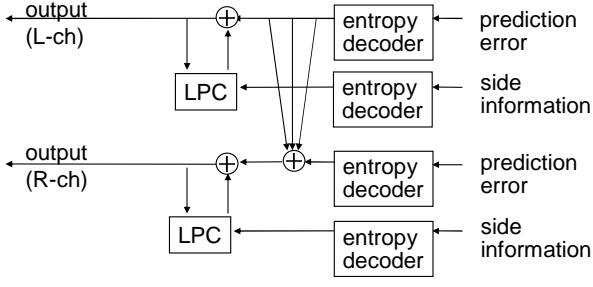 output
(L-ch)
entropy
decoder
prediction
error
LPC
entropy
decoder
side
information
output
(R-ch)
entropy
decoder
prediction
error
LPC
entropy
decoder
side
information